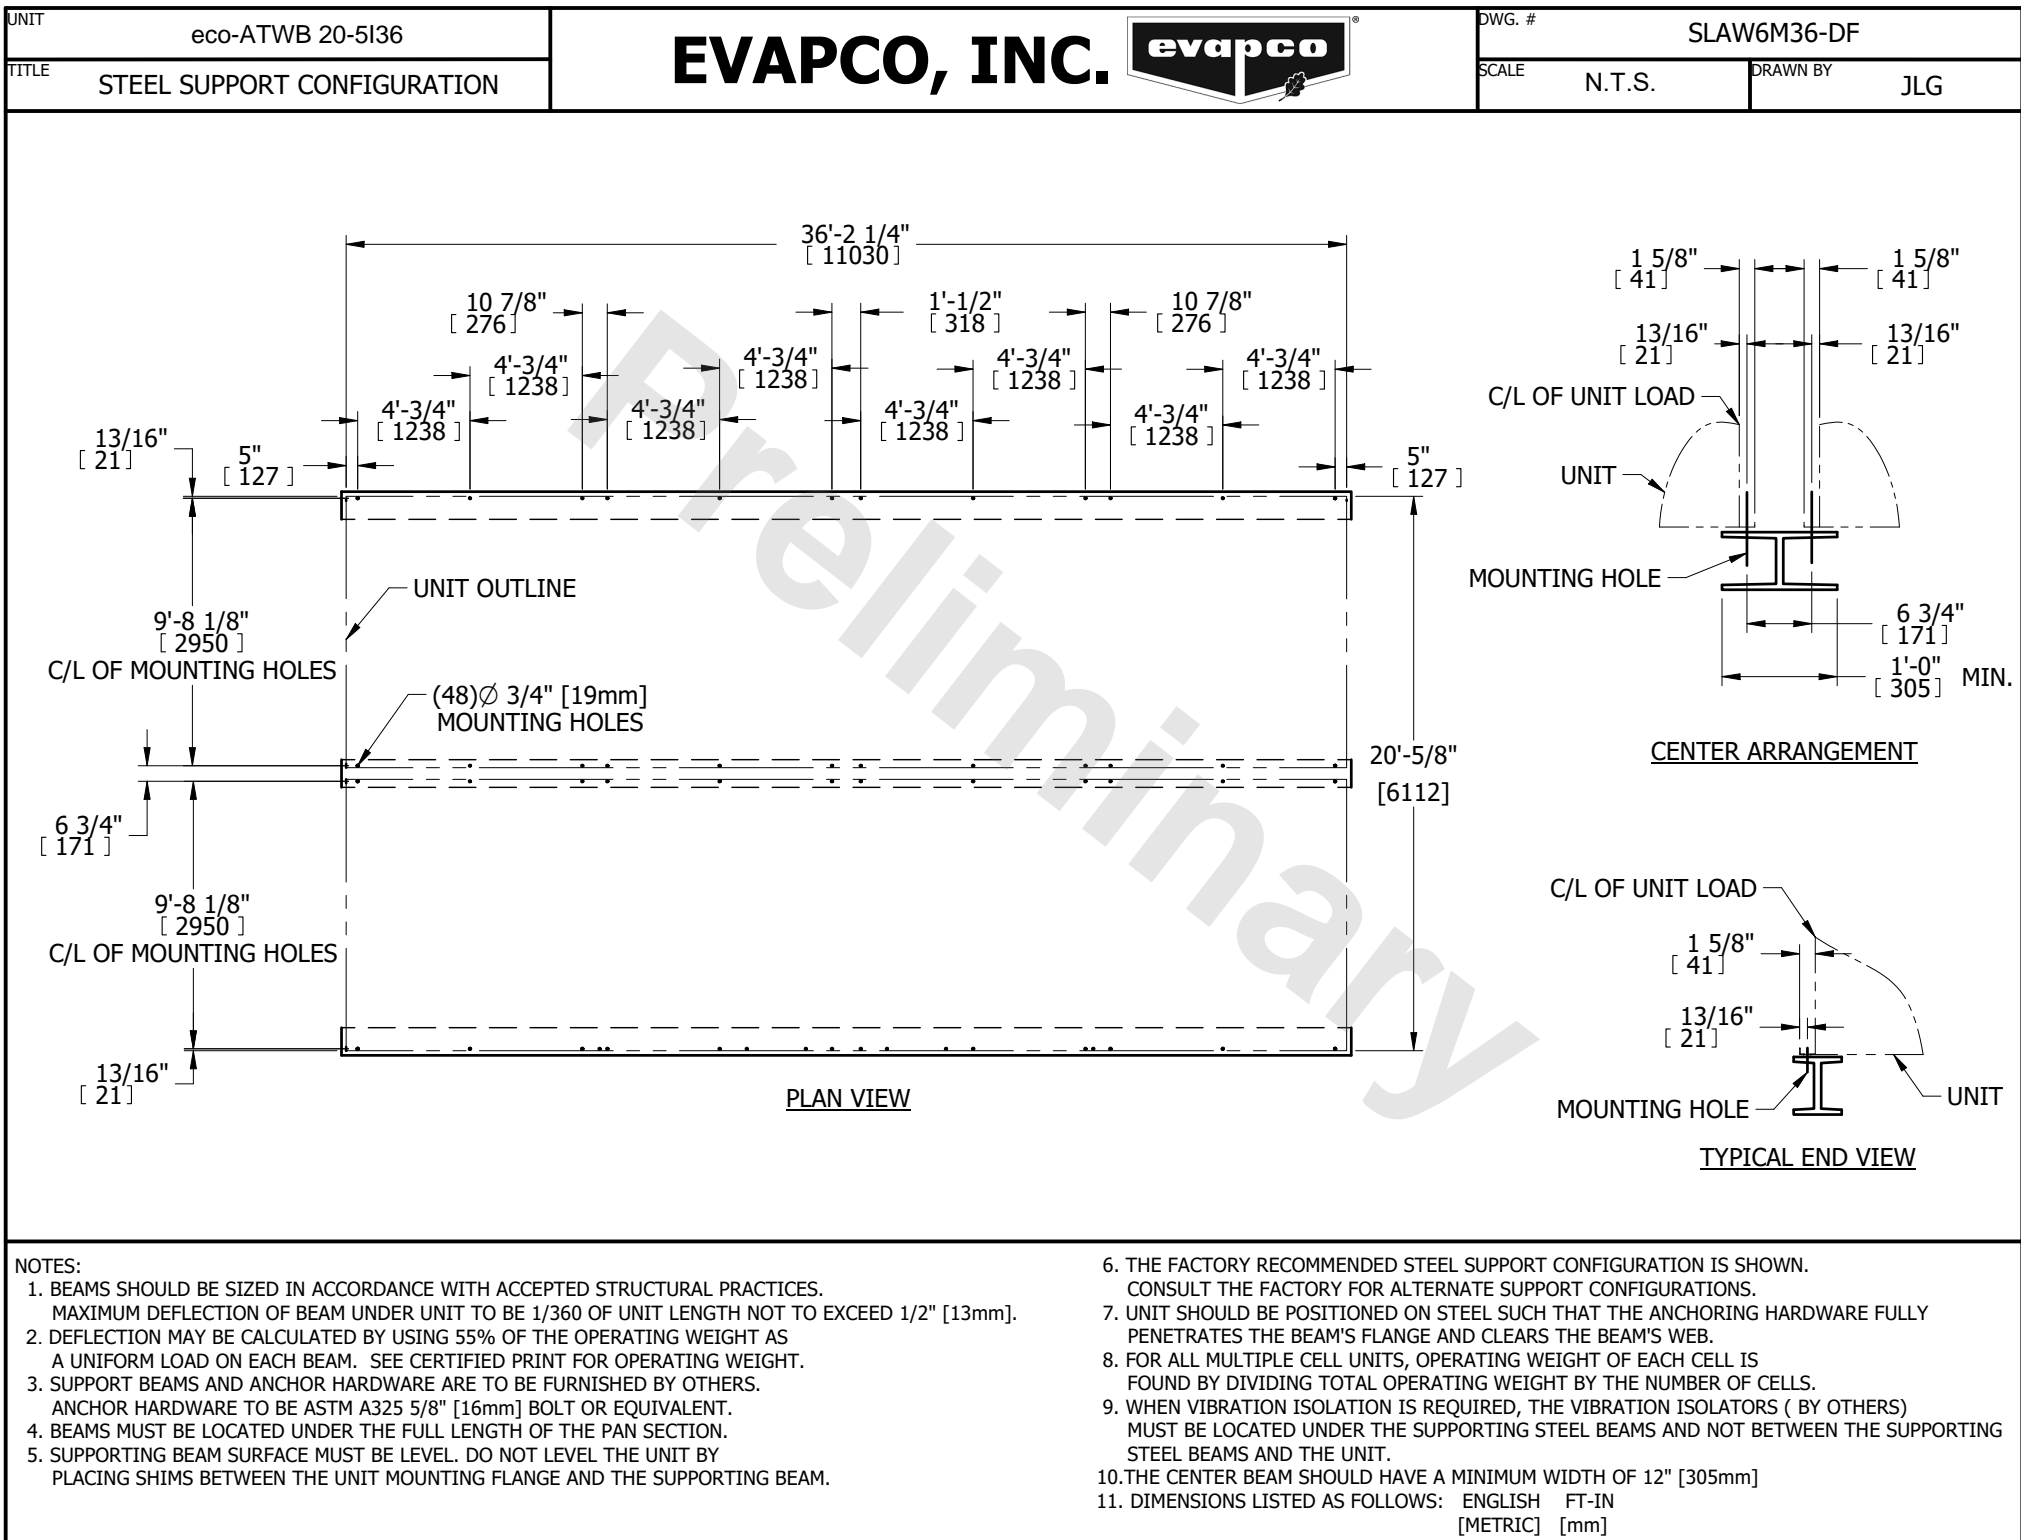 UNIT
eco-ATWB 20-5I36
TITLE
STEEL SUPPORT CONFIGURATION
EVAPCO, INC.
evapco
®
DWG. #
SLAW6M36-DF
SCALE
N.T.S.
DRAWN BY
JLG
36'-2 1/4"
[ 11030 ]
10 7/8"
[ 276 ]
1'-1/2"
[ 318 ]
10 7/8"
[ 276 ]
4'-3/4"
[ 1238 ]
4'-3/4"
[ 1238 ]
4'-3/4"
[ 1238 ]
4'-3/4"
[ 1238 ]
4'-3/4"
[ 1238 ]
4'-3/4"
[ 1238 ]
4'-3/4"
[ 1238 ]
4'-3/4"
[ 1238 ]
13/16"
[ 21 ]
5"
[ 127 ]
5"
[ 127 ]
UNIT OUTLINE
9'-8 1/8"
[ 2950 ]
C/L OF MOUNTING HOLES
(48)Ø 3/4" [19mm]
MOUNTING HOLES
20'-5/8"
[6112]
6 3/4"
[ 171 ]
9'-8 1/8"
[ 2950 ]
C/L OF MOUNTING HOLES
13/16"
[ 21 ]
PLAN VIEW
Preliminary
1 5/8"
[ 41 ]
1 5/8"
[ 41 ]
13/16"
[ 21 ]
13/16"
[ 21 ]
C/L OF UNIT LOAD
UNIT
MOUNTING HOLE
6 3/4"
[ 171 ]
1'-0"
[ 305 ] MIN.
CENTER ARRANGEMENT
C/L OF UNIT LOAD
1 5/8"
[ 41 ]
13/16"
[ 21 ]
MOUNTING HOLE
UNIT
TYPICAL END VIEW
NOTES:
1. BEAMS SHOULD BE SIZED IN ACCORDANCE WITH ACCEPTED STRUCTURAL PRACTICES.
MAXIMUM DEFLECTION OF BEAM UNDER UNIT TO BE 1/360 OF UNIT LENGTH NOT TO EXCEED 1/2" [13mm].
2. DEFLECTION MAY BE CALCULATED BY USING 55% OF THE OPERATING WEIGHT AS
A UNIFORM LOAD ON EACH BEAM. SEE CERTIFIED PRINT FOR OPERATING WEIGHT.
3. SUPPORT BEAMS AND ANCHOR HARDWARE ARE TO BE FURNISHED BY OTHERS.
ANCHOR HARDWARE TO BE ASTM A325 5/8" [16mm] BOLT OR EQUIVALENT.
4. BEAMS MUST BE LOCATED UNDER THE FULL LENGTH OF THE PAN SECTION.
5. SUPPORTING BEAM SURFACE MUST BE LEVEL. DO NOT LEVEL THE UNIT BY
PLACING SHIMS BETWEEN THE UNIT MOUNTING FLANGE AND THE SUPPORTING BEAM.
6. THE FACTORY RECOMMENDED STEEL SUPPORT CONFIGURATION IS SHOWN.
CONSULT THE FACTORY FOR ALTERNATE SUPPORT CONFIGURATIONS.
7. UNIT SHOULD BE POSITIONED ON STEEL SUCH THAT THE ANCHORING HARDWARE FULLY
PENETRATES THE BEAM'S FLANGE AND CLEARS THE BEAM'S WEB.
8. FOR ALL MULTIPLE CELL UNITS, OPERATING WEIGHT OF EACH CELL IS
FOUND BY DIVIDING TOTAL OPERATING WEIGHT BY THE NUMBER OF CELLS.
9. WHEN VIBRATION ISOLATION IS REQUIRED, THE VIBRATION ISOLATORS ( BY OTHERS)
MUST BE LOCATED UNDER THE SUPPORTING STEEL BEAMS AND NOT BETWEEN THE SUPPORTING
STEEL BEAMS AND THE UNIT.
10.THE CENTER BEAM SHOULD HAVE A MINIMUM WIDTH OF 12" [305mm]
11. DIMENSIONS LISTED AS FOLLOWS: ENGLISH FT-IN
[METRIC] [mm]